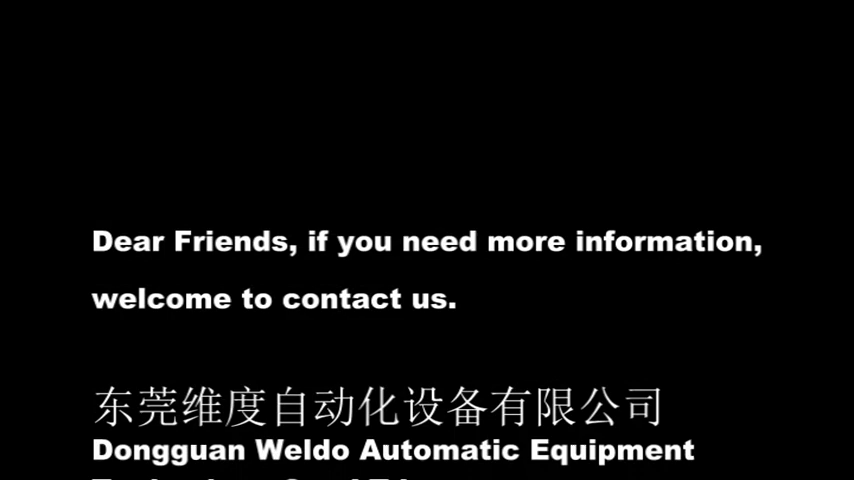 Dear Friends, if you need more information,
welcome to contact us.
东莞维度自动化设备有限公司
Dongguan Weldo Automatic Equipment